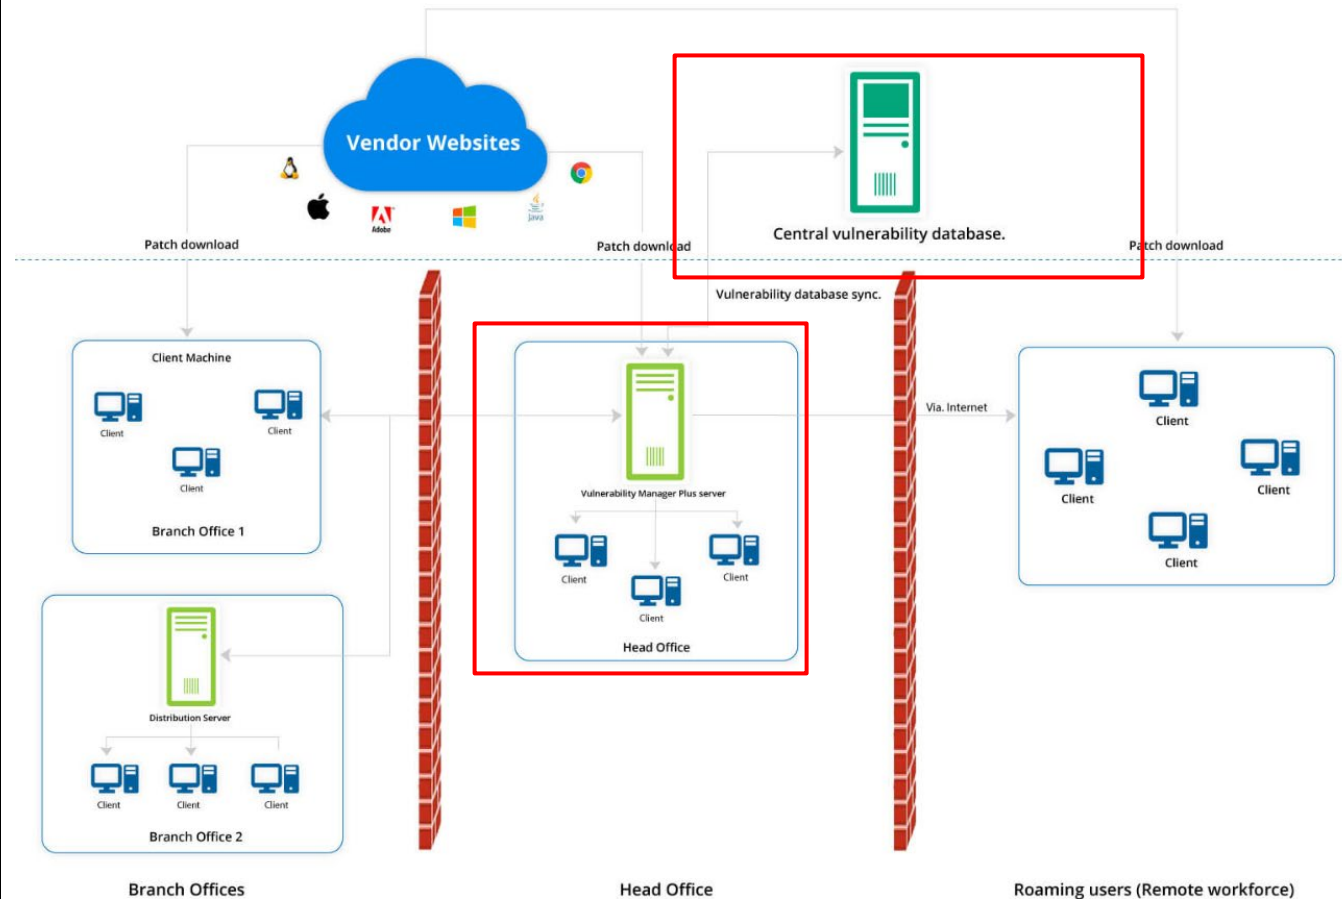 Vendor Websites
Adobe
Java
Central vulnerability database.
Patch download
Patch download
Patch download
Vulnerability database sync.
Client Machine
Client
Client
Client
Branch Office 1
Vulnerability Manager Plus server
Client
Client
Client
Head Office
Via. Internet
Client
Client
Client
Client
Distribution Server
Client
Client
Client
Branch Office 2
Branch Offices
Head Office
Roaming users (Remote workforce)